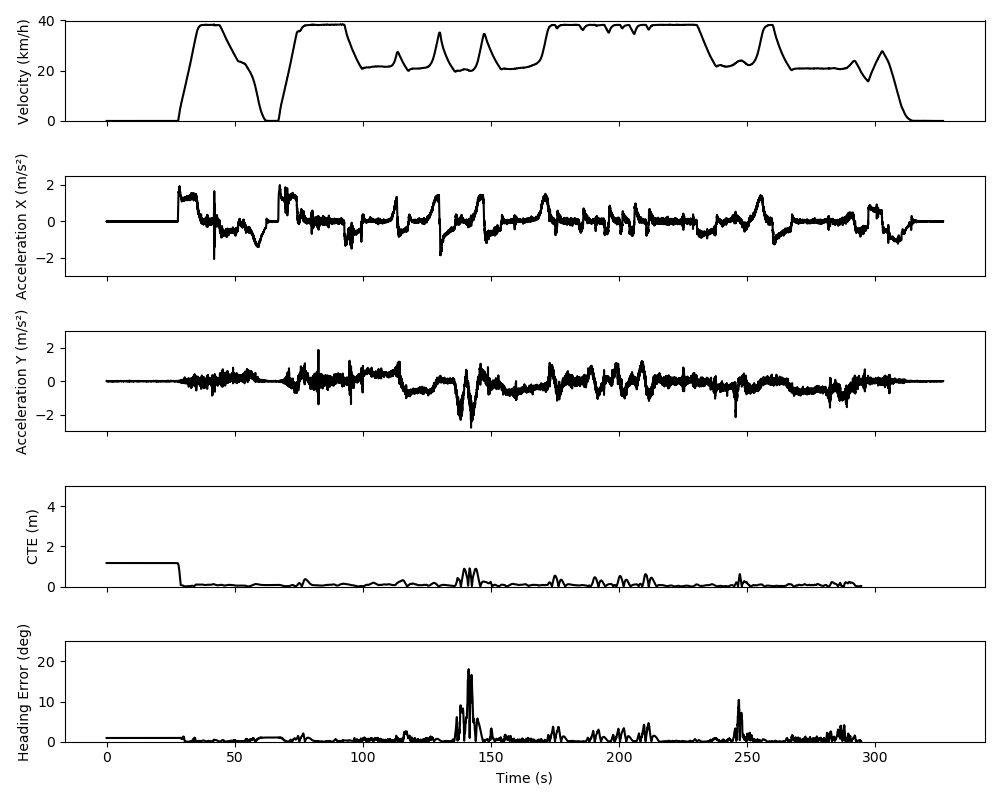 Velocity (km/h)
40
20
0
Acceleration X (m/s²)
2
0
−2
Acceleration Y (m/s²)
2
0
−2
CTE (m)
4
2
0
Heading Error (deg)
20
10
0
0 50 100 150 200 250 300
Time (s)